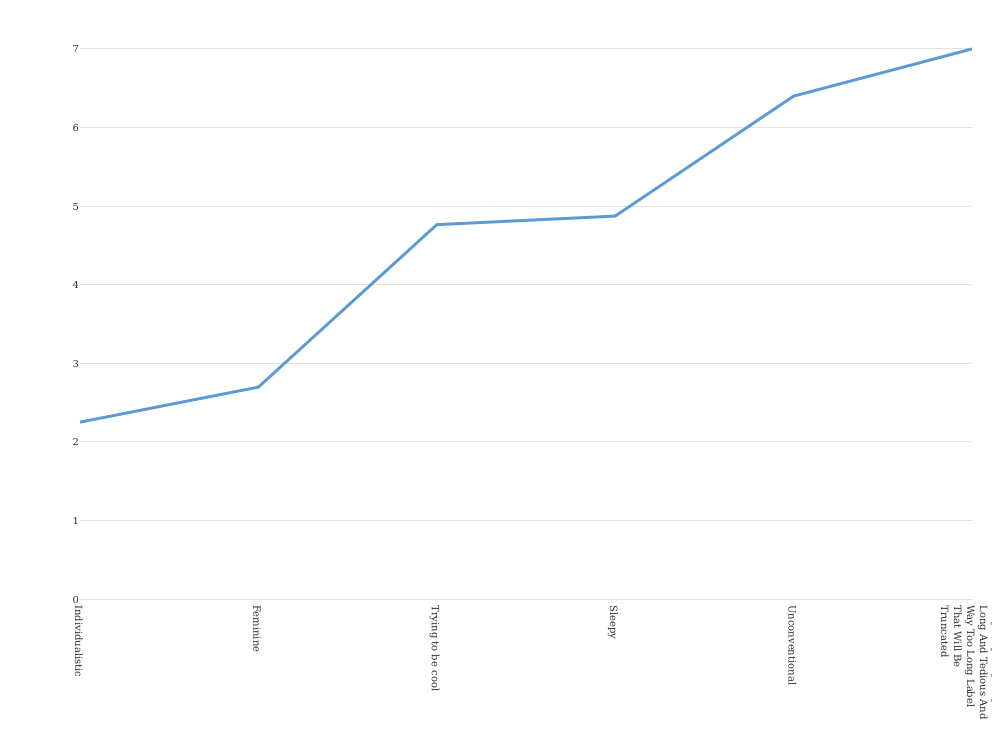 7
6
5
4
3
2
1
0
Individualistic
Feminine
Trying to be cool
Sleepy
Unconventional
Long And Tedious And
Way Too Long Label
That Will Be
Truncated